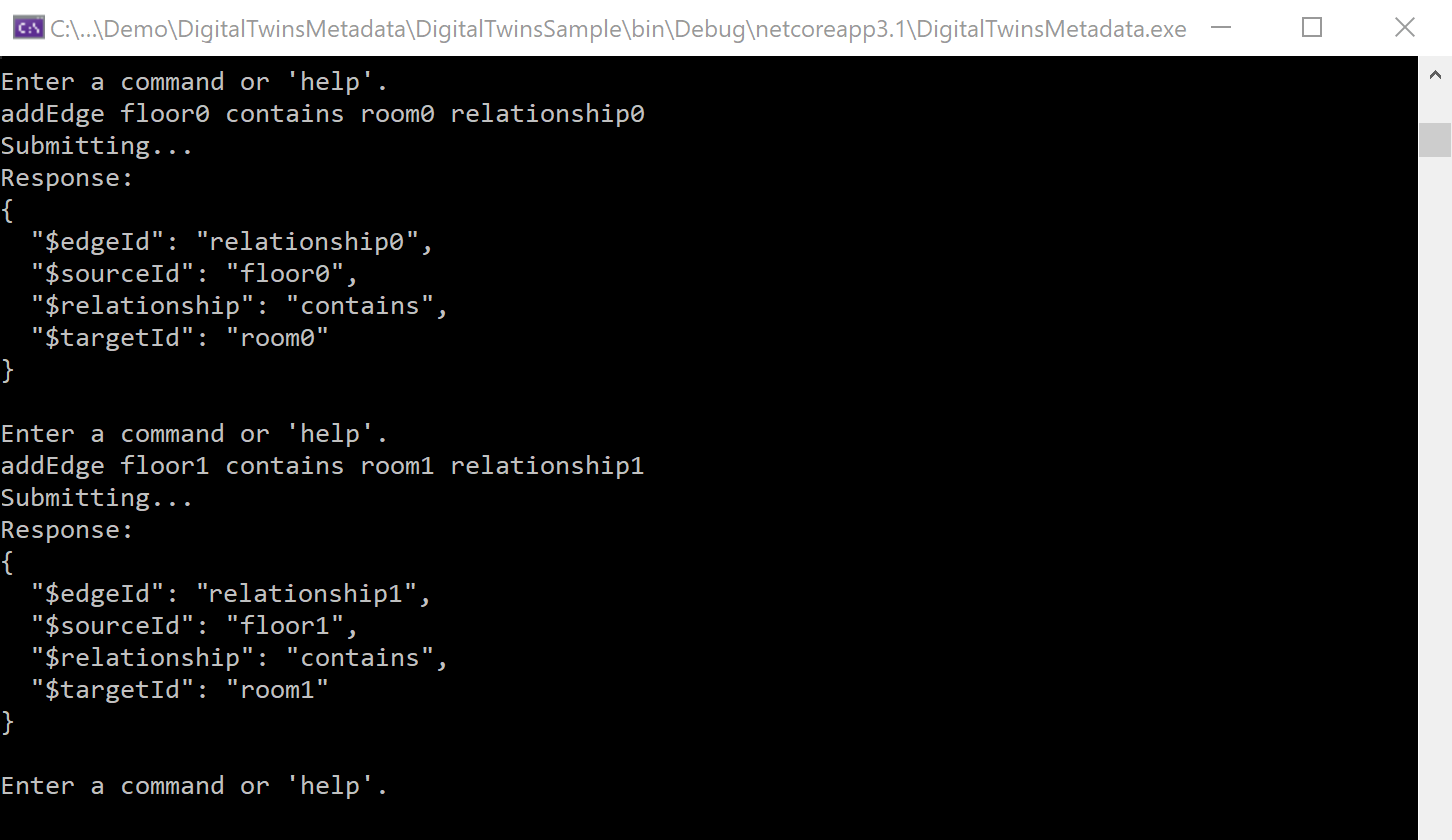 C:\...\Demo\DigitalTwinsMetadata\DigitalTwinsSample\bin\Debug\netcoreapp3.1\DigitalTwinsMetadata.exe
Enter a command or 'help'.
addEdge floor0 contains room0 relationship0
Submitting...
Response:
{
  "$edgeId": "relationship0",
  "$sourceId": "floor0",
  "$relationship": "contains",
  "$targetId": "room0"
}

Enter a command or 'help'.
addEdge floor1 contains room1 relationship1
Submitting...
Response:
{
  "$edgeId": "relationship1",
  "$sourceId": "floor1",
  "$relationship": "contains",
  "$targetId": "room1"
}

Enter a command or 'help'.